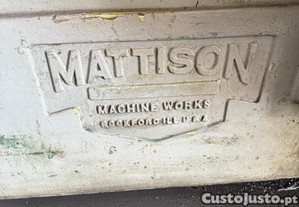 MATTISON
MACHINE WORKS
ROCKFORD ILL U.S.A
CustoJusto.pt